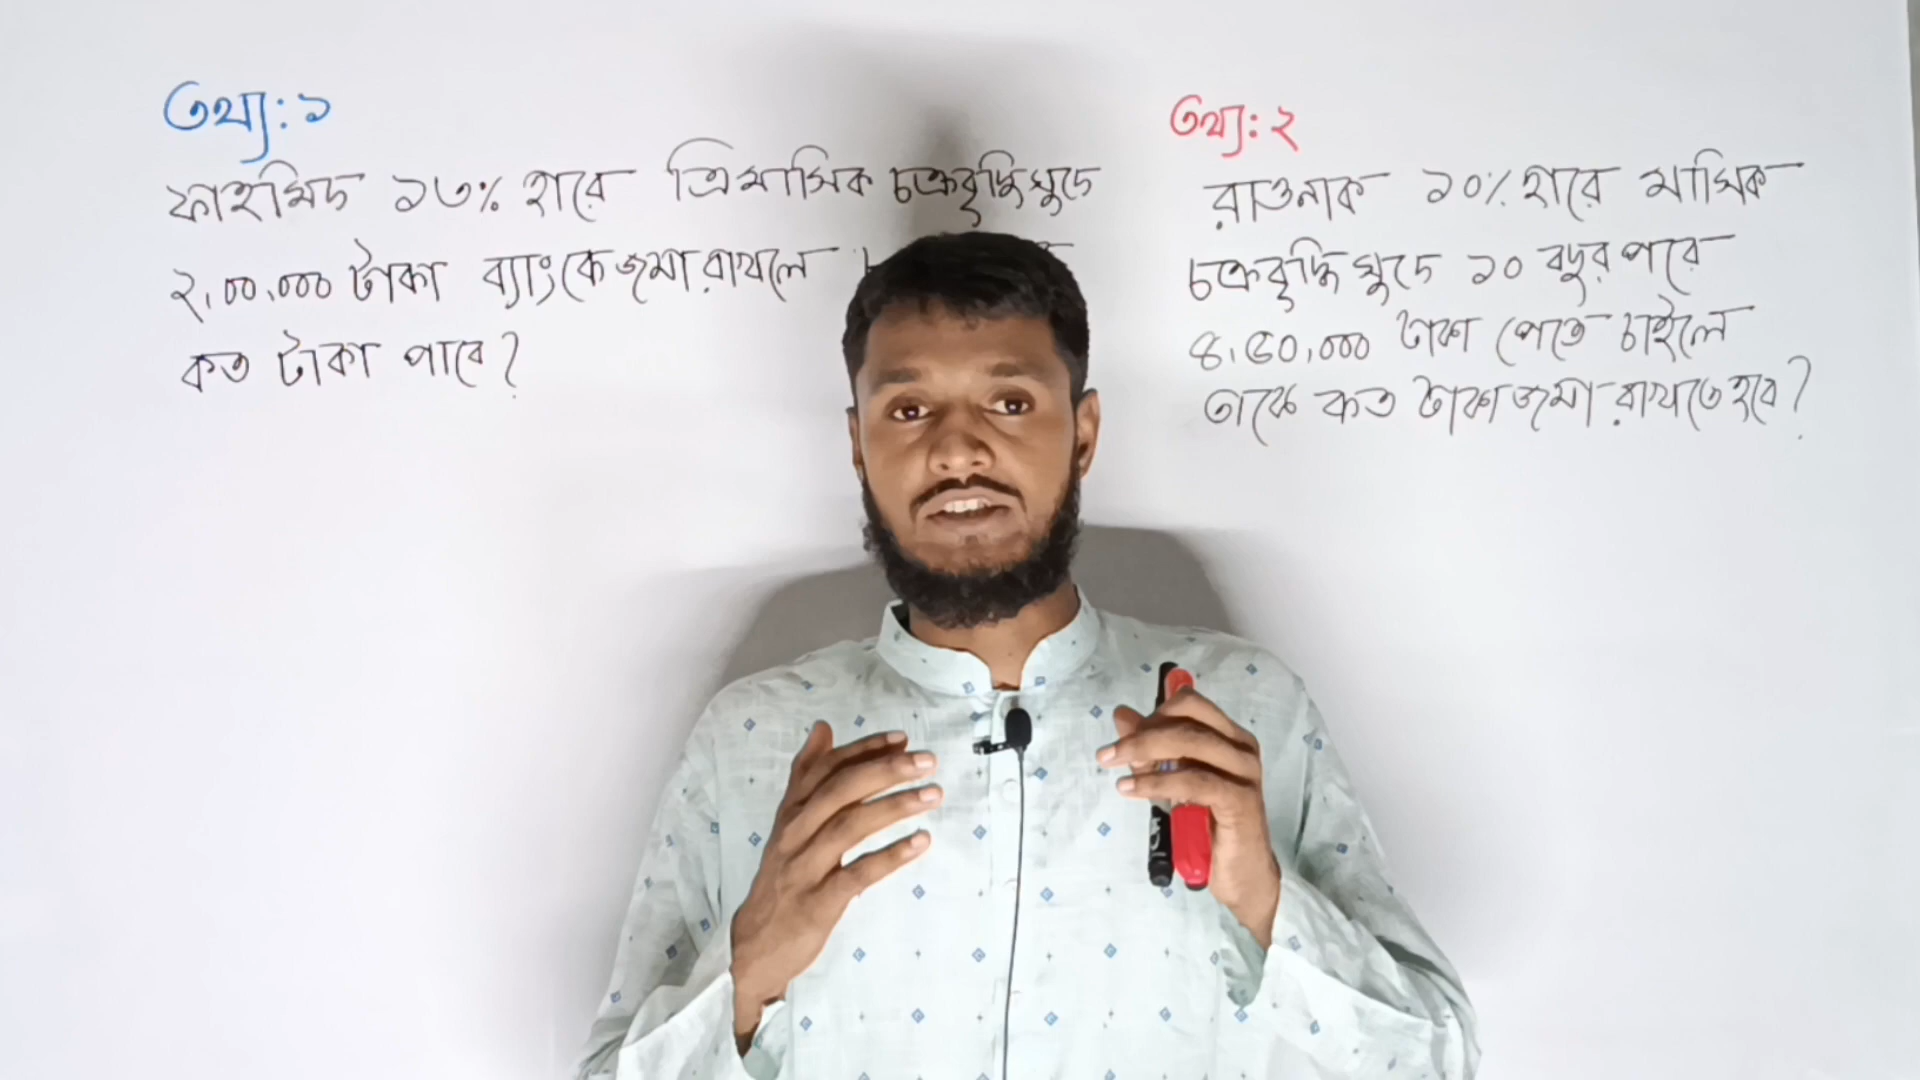 তথ্য: ১
ফাহমিদ ১৩% হারে ত্রিমাসিক চক্রবৃদ্ধি সুদে
২,০০,০০০ টাকা ব্যাংকে জমা রাখলে
কত টাকা পাবে?
তথ্য: ২
রাওনাক ১০% হারে মাসিক
চক্রবৃদ্ধি সুদে ১০ বছর পরে
৪,৫০,০০০ টাকা পেতে চাইলে
তাকে কত টাকা জমা রাখতে হবে?